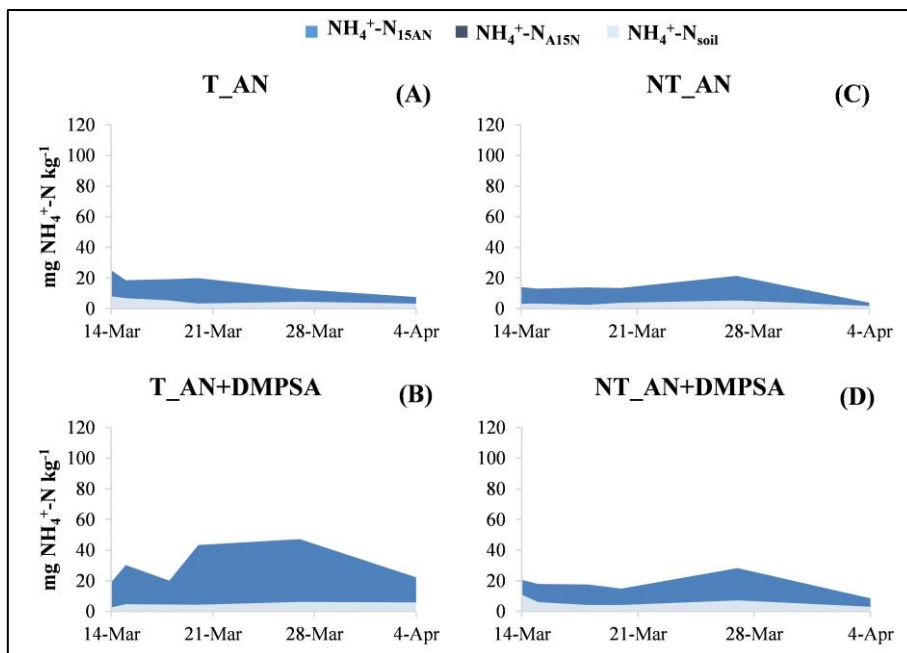 NH₄⁺-N₁₅AN NH₄⁺-N_A15N NH₄⁺-N_soil
T_AN (A)
NT_AN (C)
mg NH₄⁺-N kg⁻¹
120
100
80
60
40
20
0
14-Mar 21-Mar 28-Mar 4-Apr
120
100
80
60
40
20
0
14-Mar 21-Mar 28-Mar 4-Apr
T_AN+DMPSA (B)
NT_AN+DMPSA (D)
mg NH₄⁺-N kg⁻¹
120
100
80
60
40
20
0
14-Mar 21-Mar 28-Mar 4-Apr
120
100
80
60
40
20
0
14-Mar 21-Mar 28-Mar 4-Apr